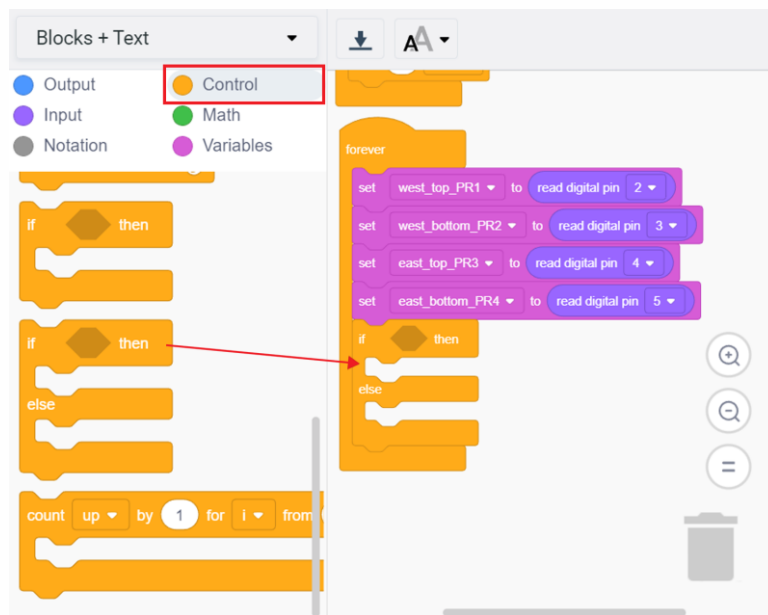 Blocks + Text
AA
Output
Control
Input
Math
Notation
Variables
if then
if then
else
count up by 1 for i from
forever
set west_top_PR1 to read digital pin 2
set west_bottom_PR2 to read digital pin 3
set east_top_PR3 to read digital pin 4
set east_bottom_PR4 to read digital pin 5
if then
else